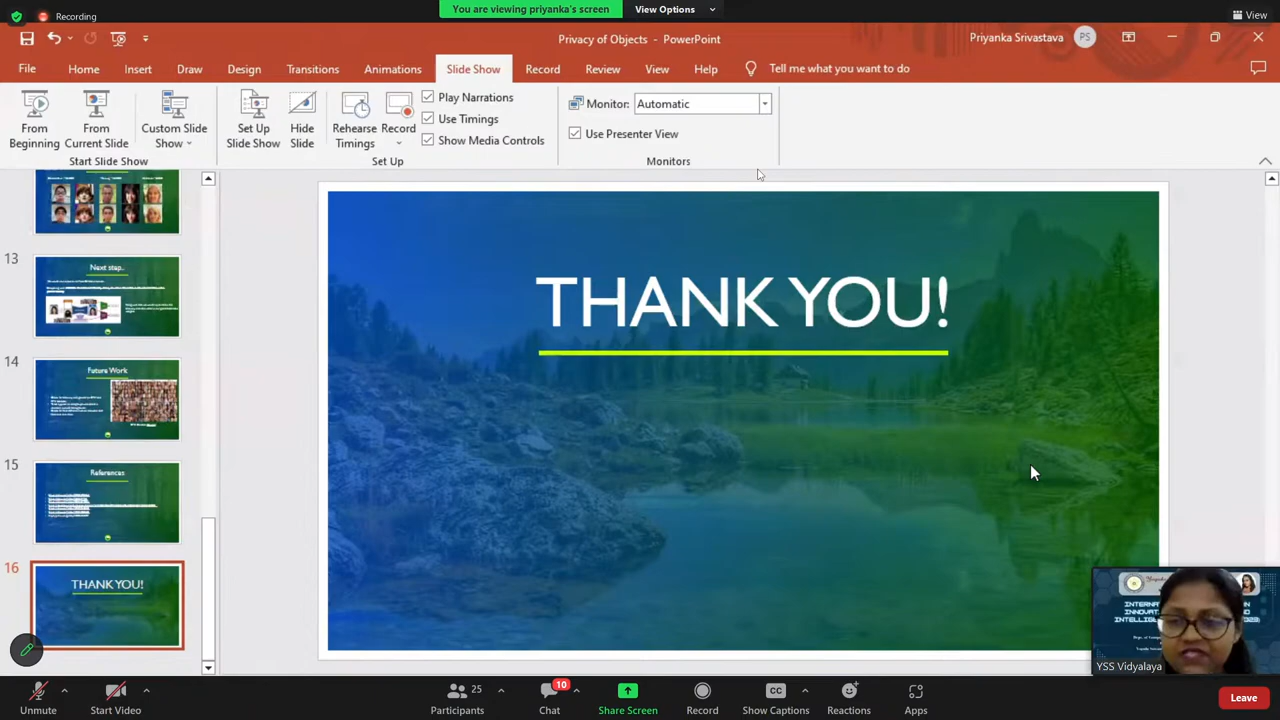 Recording
You are viewing priyanka's screen
View Options
View
Privacy of Objects - PowerPoint
Priyanka Srivastava
PS
File
Home
Insert
Draw
Design
Transitions
Animations
Slide Show
Record
Review
View
Help
Tell me what you want to do
From Beginning
From Current Slide
Custom Slide Show
Start Slide Show
Set Up Slide Show
Hide Slide
Rehearse Timings
Record
Play Narrations
Use Timings
Show Media Controls
Set Up
Monitor:
Automatic
Use Presenter View
Monitors
13
Next step..
14
Future Work
15
References
16
THANK YOU!
THANK YOU!
YSS Vidyalaya
Unmute
Start Video
Participants
25
Chat
10
Share Screen
Record
CC
Show Captions
Reactions
Apps
Leave